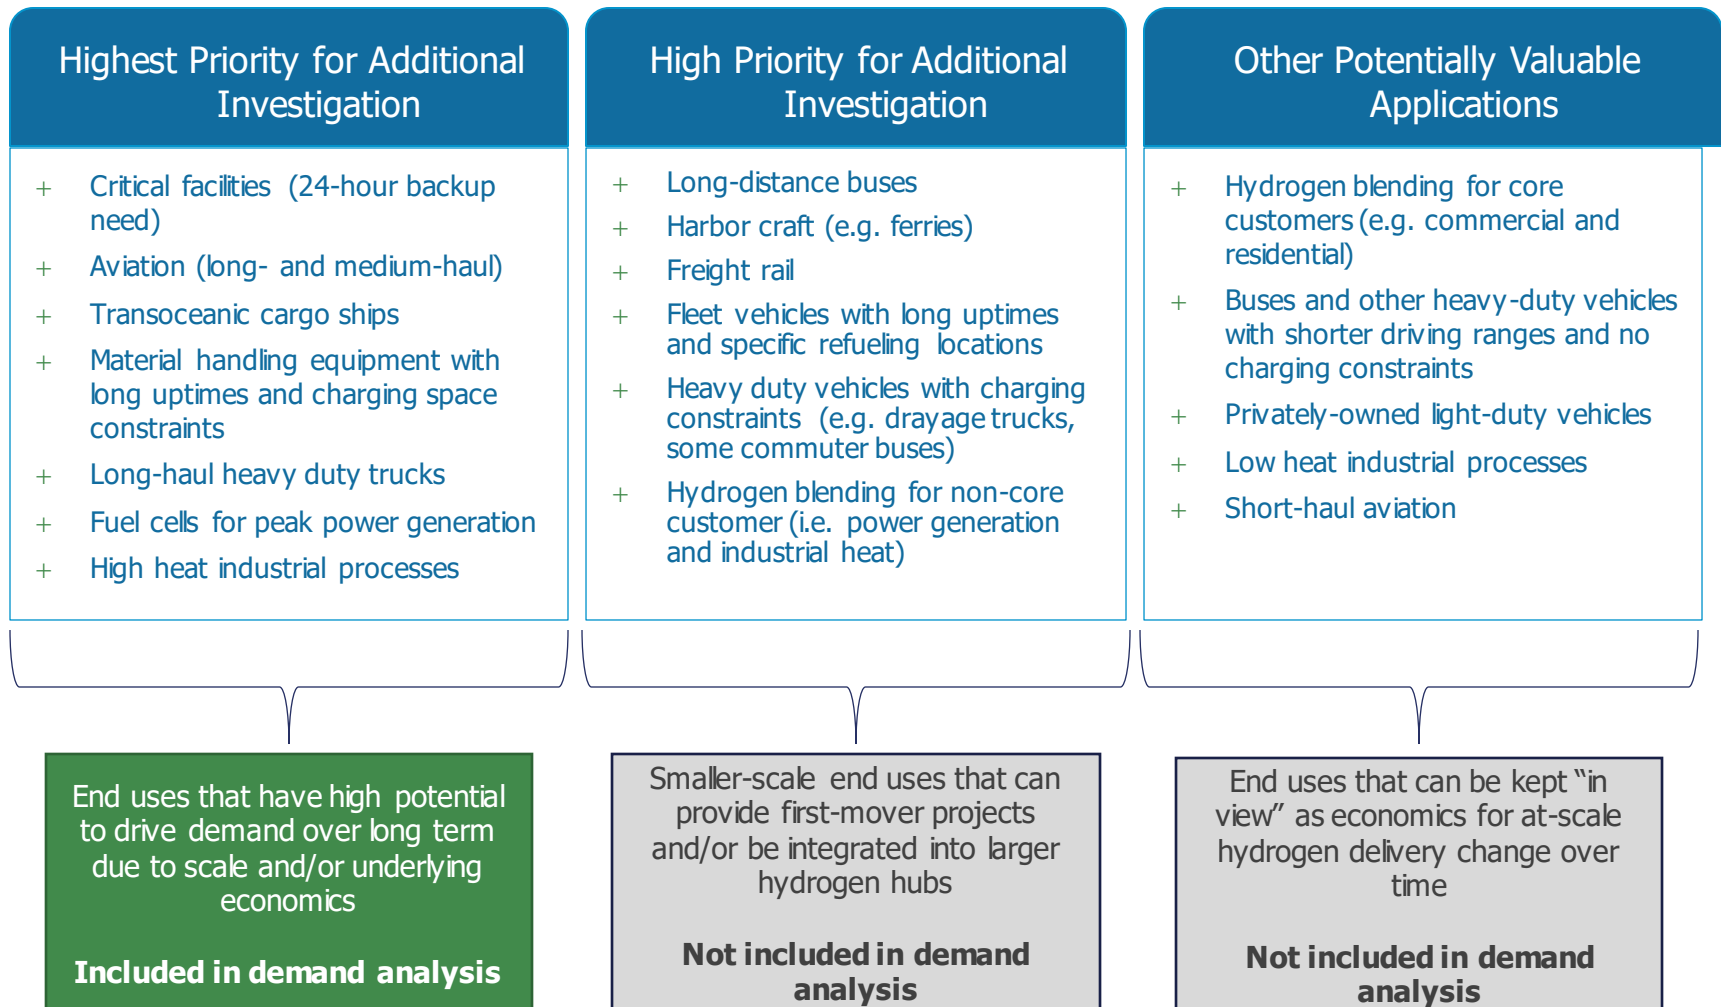 Highest Priority for Additional
Investigation
+ Critical facilities (24-hour backup
need)
+ Aviation (long- and medium-haul)
+ Transoceanic cargo ships
+ Material handling equipment with
long uptimes and charging space
constraints
+ Long-haul heavy duty trucks
+ Fuel cells for peak power generation
+ High heat industrial processes
End uses that have high potential
to drive demand over long term
due to scale and/or underlying
economics
Included in demand analysis
High Priority for Additional
Investigation
+ Long-distance buses
+ Harbor craft (e.g. ferries)
+ Freight rail
+ Fleet vehicles with long uptimes
and specific refueling locations
+ Heavy duty vehicles with charging
constraints (e.g. drayage trucks,
some commuter buses)
+ Hydrogen blending for non-core
customer (i.e. power generation
and industrial heat)
Smaller-scale end uses that can
provide first-mover projects
and/or be integrated into larger
hydrogen hubs
Not included in demand
analysis
Other Potentially Valuable
Applications
+ Hydrogen blending for core
customers (e.g. commercial and
residential)
+ Buses and other heavy-duty vehicles
with shorter driving ranges and no
charging constraints
+ Privately-owned light-duty vehicles
+ Low heat industrial processes
+ Short-haul aviation
End uses that can be kept “in
view” as economics for at-scale
hydrogen delivery change over
time
Not included in demand
analysis